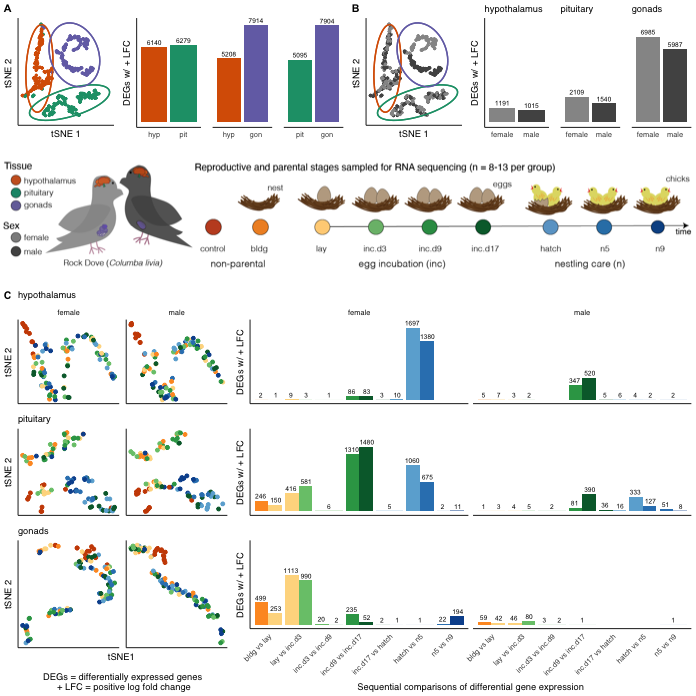 A
B
hypothalamus pituitary gonads
tSNE 2
tSNE 1
DEGs w/ + LFC
6140 6279
5208 7914
5095 7904
hyp pit hyp gon pit gon
tSNE 2
tSNE 1
DEGs w/ + LFC
1191 1015
2109 1540
6985 5987
female male female male female male
Tissue
hypothalamus
pituitary
gonads
Sex
female
male
Rock Dove (Columba livia)
Reproductive and parental stages sampled for RNA sequencing (n = 8-13 per group)
nest eggs chicks
time
control bldg lay inc.d3 inc.d9 inc.d17 hatch n5 n9
non-parental egg incubation (inc) nestling care (n)
C hypothalamus
female male female male
tSNE 2
DEGs w/ + LFC
2 1 9 3 1 86 83 3 10 1697 1380
5 7 3 2 347 520 5 6 4 2 2
pituitary
tSNE 2
DEGs w/ + LFC
246 150 416 581 6 1310 1480 5 1060 675 2 11
1 3 4 5 2 81 390 36 16 333 127 51 8
gonads
tSNE 2
DEGs w/ + LFC
499 253 1113 990 20 2 235 52 2 1 1 22 194
59 42 46 80 3 2 1
tSNE1
bldg vs lay
lay vs inc.d3
inc.d3 vs inc.d9
inc.d9 vs inc.d17
inc.d17 vs hatch
hatch vs n5
n5 vs n9
bldg vs lay
lay vs inc.d3
inc.d3 vs inc.d9
inc.d9 vs inc.d17
inc.d17 vs hatch
hatch vs n5
n5 vs n9
DEGs = differentially expressed genes
+ LFC = positive log fold change
Sequential comparisons of differential gene expression